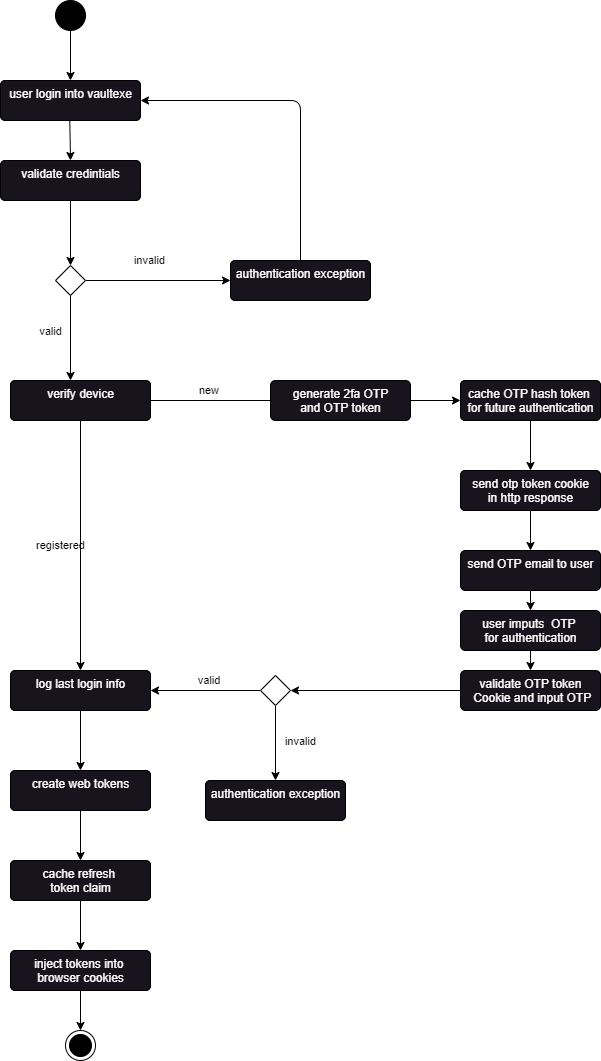 user login into vaultexe
validate credintials
invalid
authentication exception
valid
verify device
new
generate 2fa OTP
and OTP token
cache OTP hash token
for future authentication
send otp token cookie
in http response
registered
send OTP email to user
user imputs OTP
for authentication
log last login info
valid
validate OTP token
Cookie and input OTP
invalid
create web tokens
authentication exception
cache refresh
token claim
inject tokens into
browser cookies